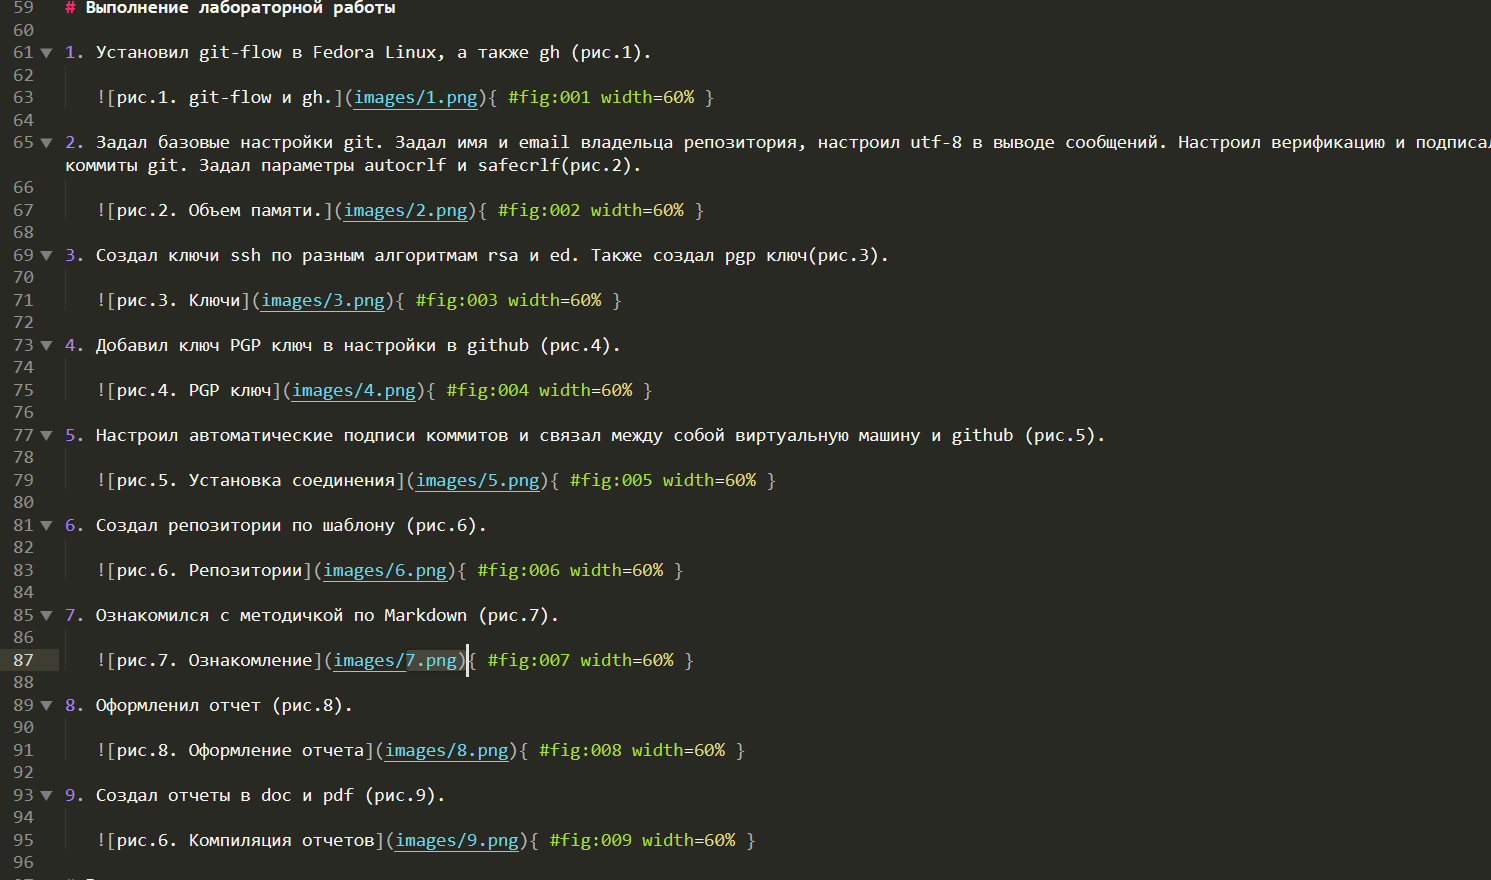 59 # Выполнение лабораторной работы
60
61 1. Установил git-flow в Fedora Linux, а также gh (рис.1).
62
63 ![рис.1. git-flow и gh.](images/1.png){ #fig:001 width=60% }
64
65 2. Задал базовые настройки git. Задал имя и email владельца репозитория, настроил utf-8 в выводе сообщений. Настроил верификацию и подписал
коммиты git. Задал параметры autocrlf и safecrlf(рис.2).
66
67 ![рис.2. Объем памяти.](images/2.png){ #fig:002 width=60% }
68
69 3. Создал ключи ssh по разным алгоритмам rsa и ed. Также создал pgp ключ(рис.3).
70
71 ![рис.3. Ключи](images/3.png){ #fig:003 width=60% }
72
73 4. Добавил ключ PGP ключ в настройки в github (рис.4).
74
75 ![рис.4. PGP ключ](images/4.png){ #fig:004 width=60% }
76
77 5. Настроил автоматические подписи коммитов и связал между собой виртуальную машину и github (рис.5).
78
79 ![рис.5. Установка соединения](images/5.png){ #fig:005 width=60% }
80
81 6. Создал репозитории по шаблону (рис.6).
82
83 ![рис.6. Репозитории](images/6.png){ #fig:006 width=60% }
84
85 7. Ознакомился с методичкой по Markdown (рис.7).
86
87 ![рис.7. Ознакомление](images/7.png){ #fig:007 width=60% }
88
89 8. Оформленил отчет (рис.8).
90
91 ![рис.8. Оформление отчета](images/8.png){ #fig:008 width=60% }
92
93 9. Создал отчеты в doc и pdf (рис.9).
94
95 ![рис.6. Компиляция отчетов](images/9.png){ #fig:009 width=60% }
96